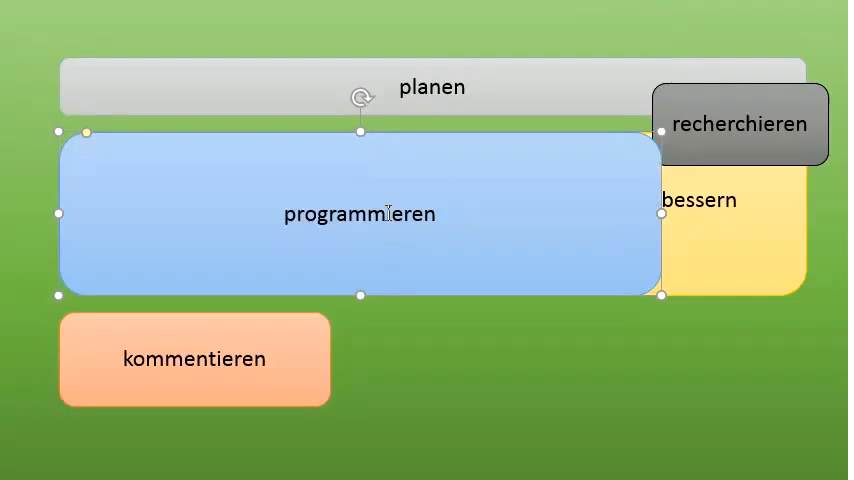 planen
recherchieren
bessern
programmieren
kommentieren